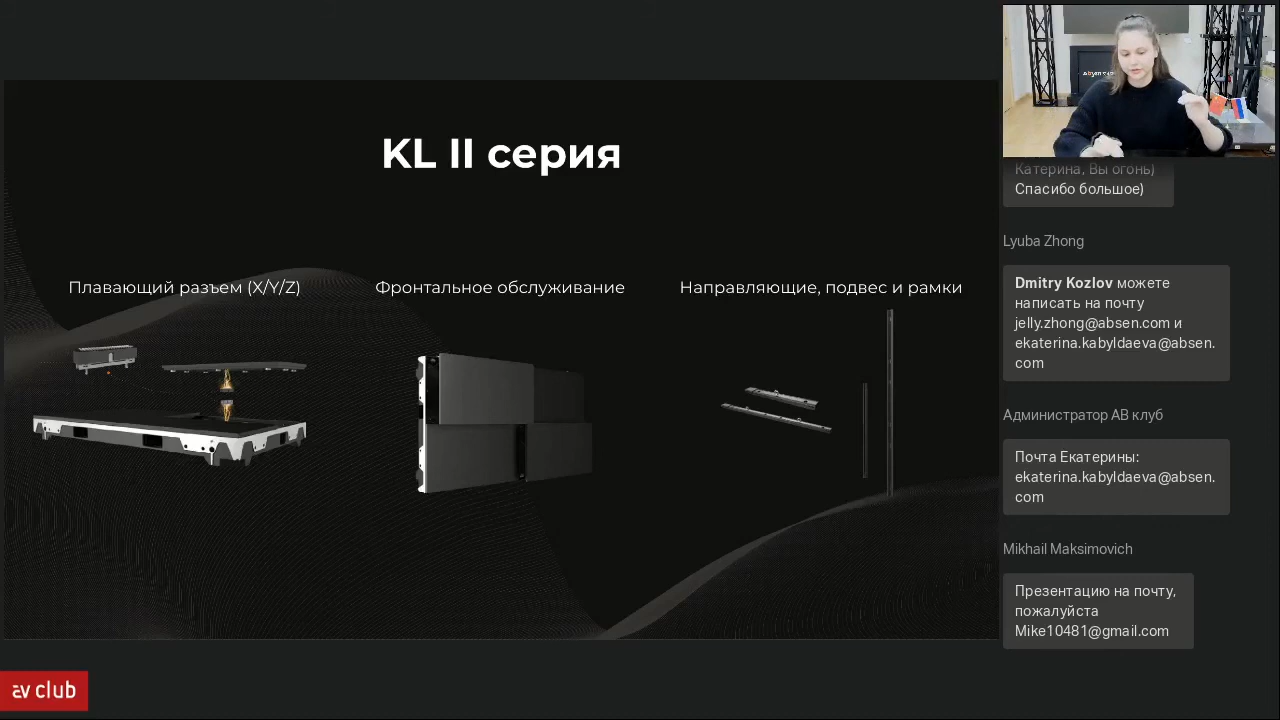 KL II серия
Плавающий разъем (X/Y/Z)
Фронтальное обслуживание
Направляющие, подвес и рамки
Катерина, Вы огонь)
Спасибо большое)
Lyuba Zhong
Dmitry Kozlov можете
написать на почту
jelly.zhong@absen.com и
ekaterina.kabyldaeva@absen.
com
Администратор АВ клуб
Почта Екатерины:
ekaterina.kabyldaeva@absen.
com
Mikhail Maksimovich
Презентацию на почту,
пожалуйста
Mike10481@gmail.com
av club